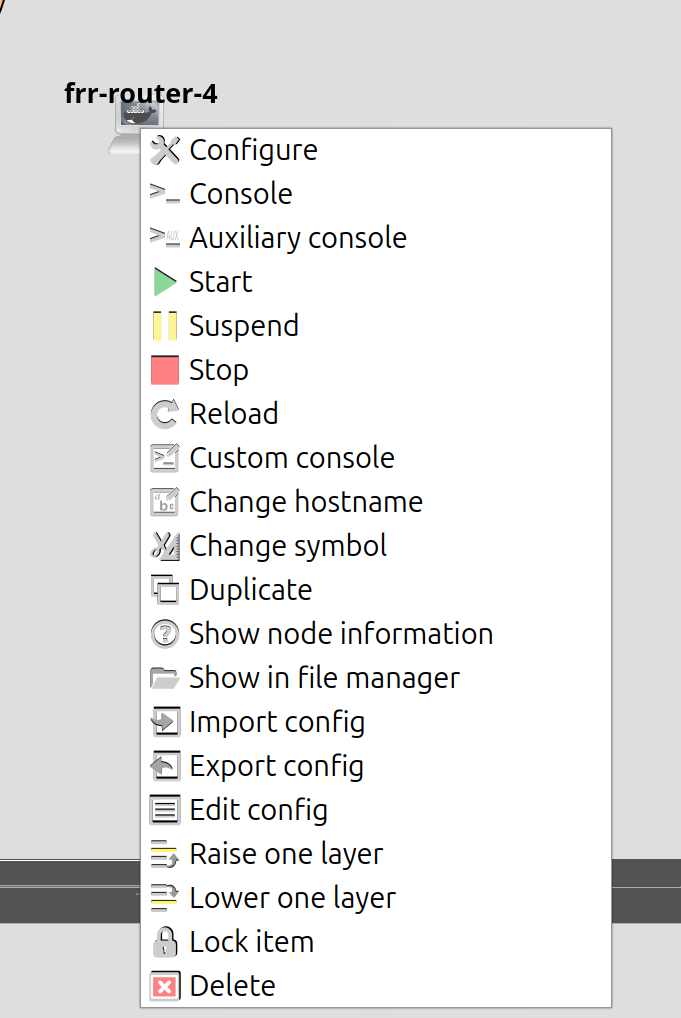 frr-router-4
Configure
Console
Auxiliary console
Start
Suspend
Stop
Reload
Custom console
Change hostname
Change symbol
Duplicate
Show node information
Show in file manager
Import config
Export config
Edit config
Raise one layer
Lower one layer
Lock item
Delete